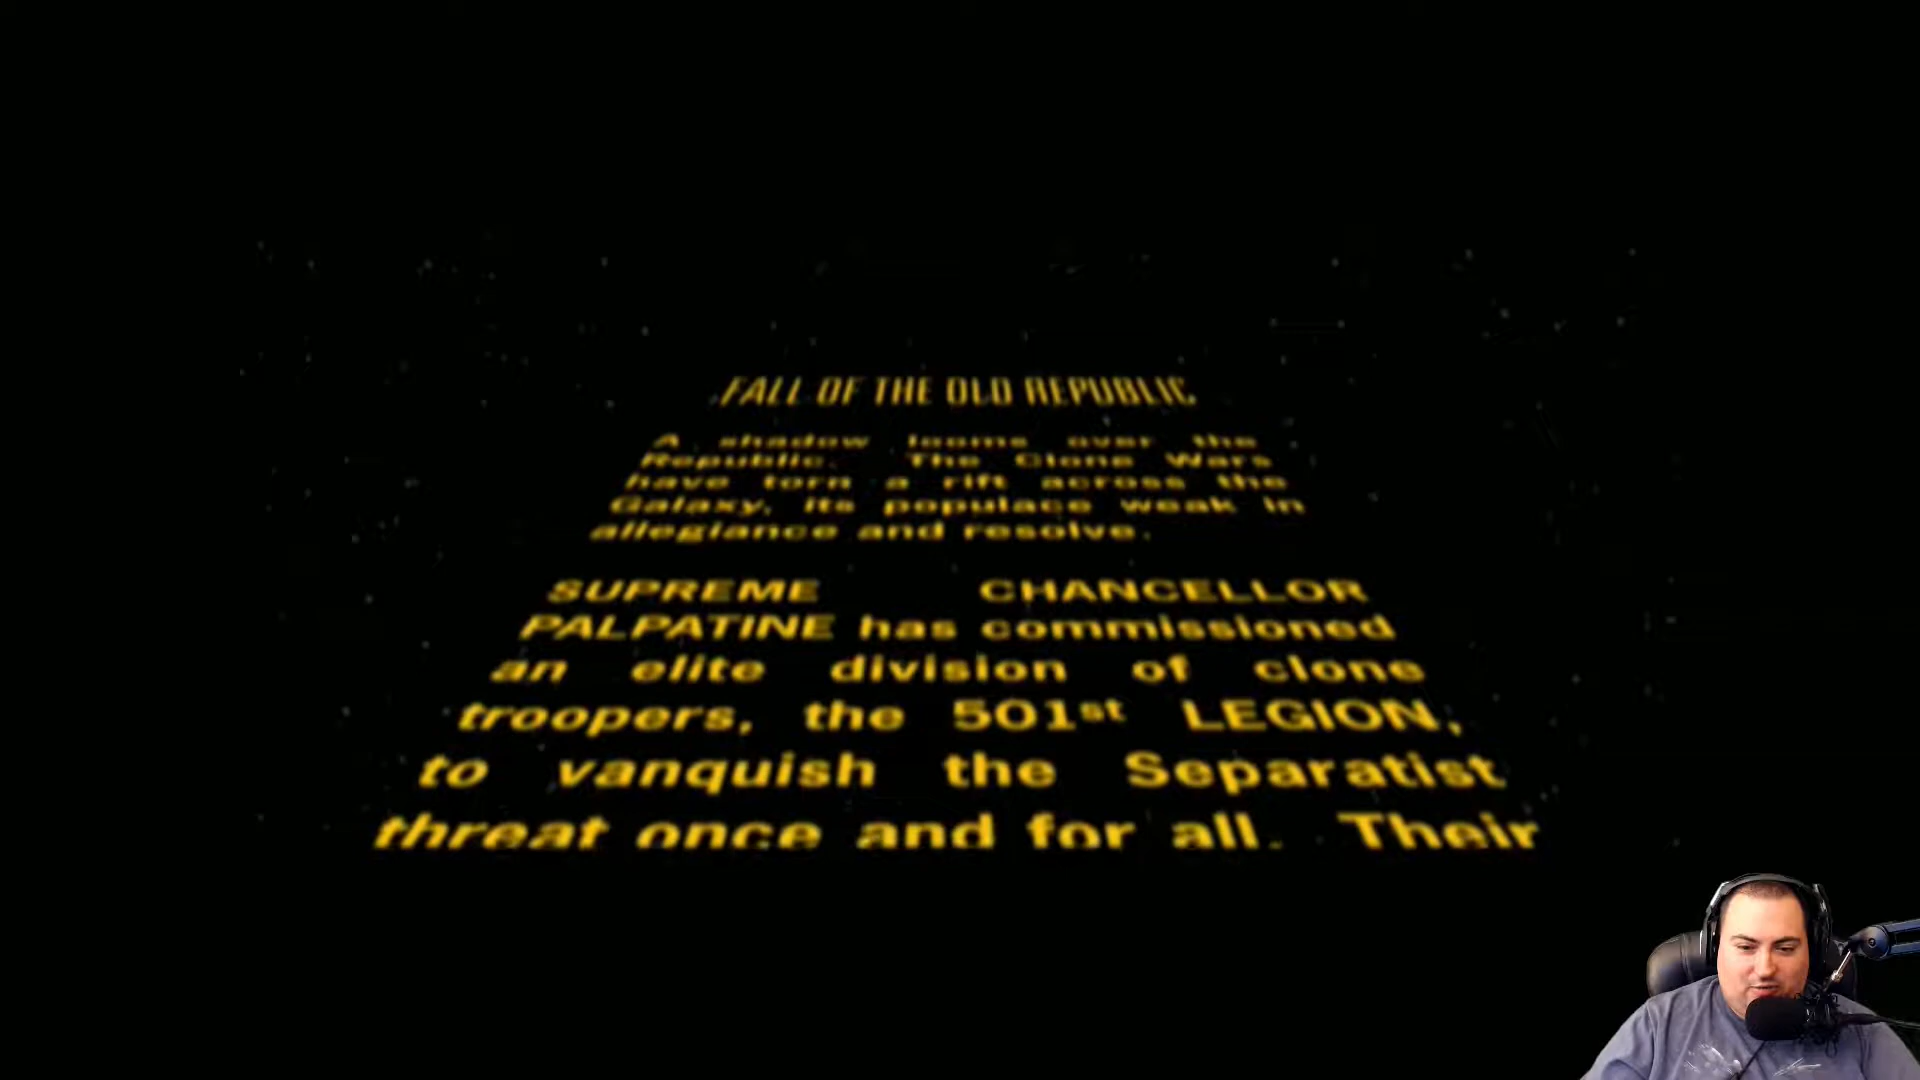 FALL OF THE OLD REPUBLIC
A shadow looms over the
Republic. The Clone Wars
have torn a rift across the
Galaxy, its populace weak in
allegiance and resolve.
SUPREME CHANCELLOR
PALPATINE has commissioned
an elite division of clone
troopers, the 501st LEGION,
to vanquish the Separatist
threat once and for all. Their